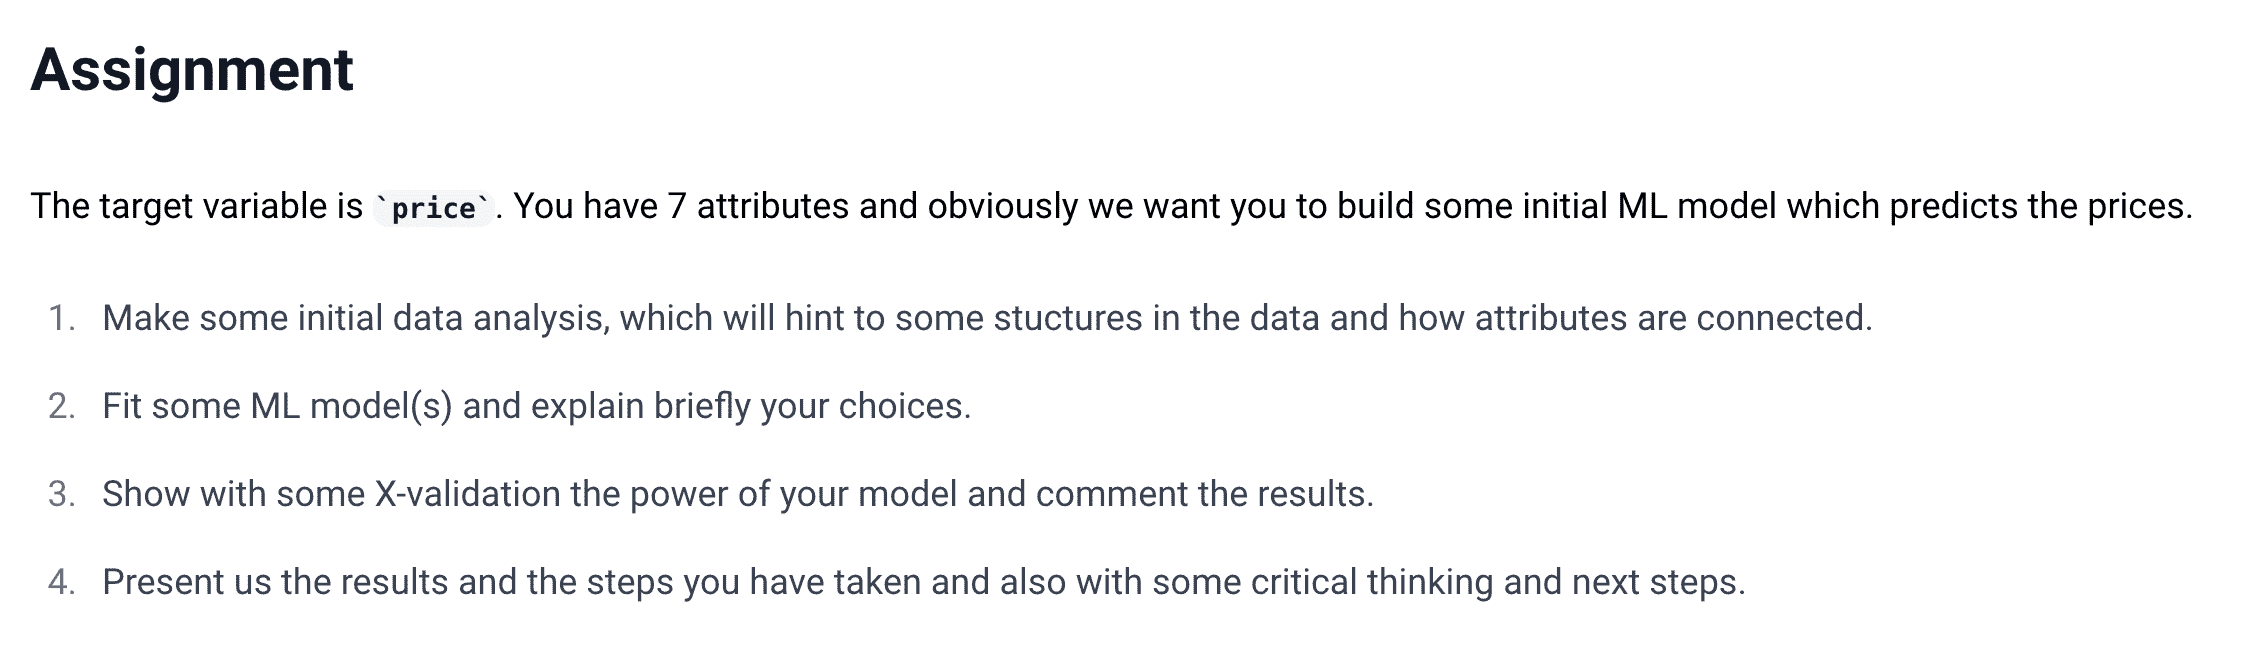 Assignment
The target variable is `price`. You have 7 attributes and obviously we want you to build some initial ML model which predicts the prices.
1. Make some initial data analysis, which will hint to some stuctures in the data and how attributes are connected.
2. Fit some ML model(s) and explain briefly your choices.
3. Show with some X-validation the power of your model and comment the results.
4. Present us the results and the steps you have taken and also with some critical thinking and next steps.